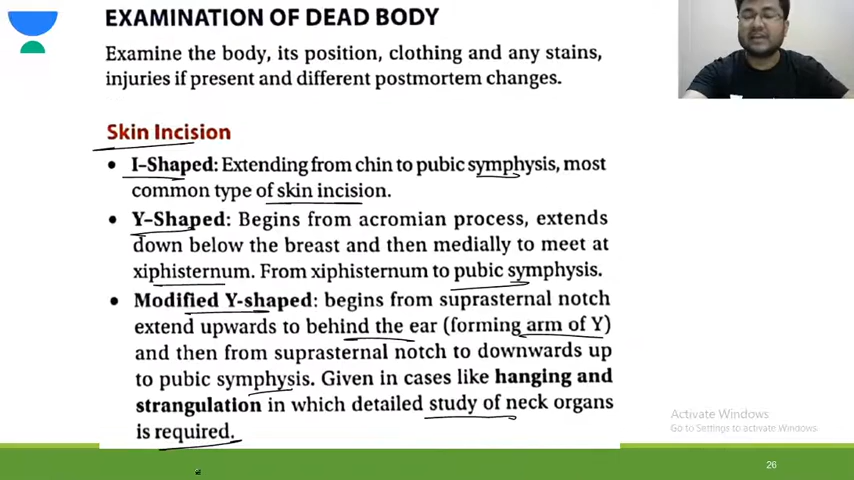 EXAMINATION OF DEAD BODY
Examine the body, its position, clothing and any stains,
injuries if present and different postmortem changes.
Skin Incision
• I-Shaped: Extending from chin to pubic symphysis, most
common type of skin incision.
• Y-Shaped: Begins from acromian process, extends
down below the breast and then medially to meet at
xiphisternum. From xiphisternum to pubic symphysis.
• Modified Y-shaped: begins from suprasternal notch
extend upwards to behind the ear (forming arm of Y)
and then from suprasternal notch to downwards up
to pubic symphysis. Given in cases like hanging and
strangulation in which detailed study of neck organs
is required.
Activate Windows
Go to Settings to activate Windows.
26